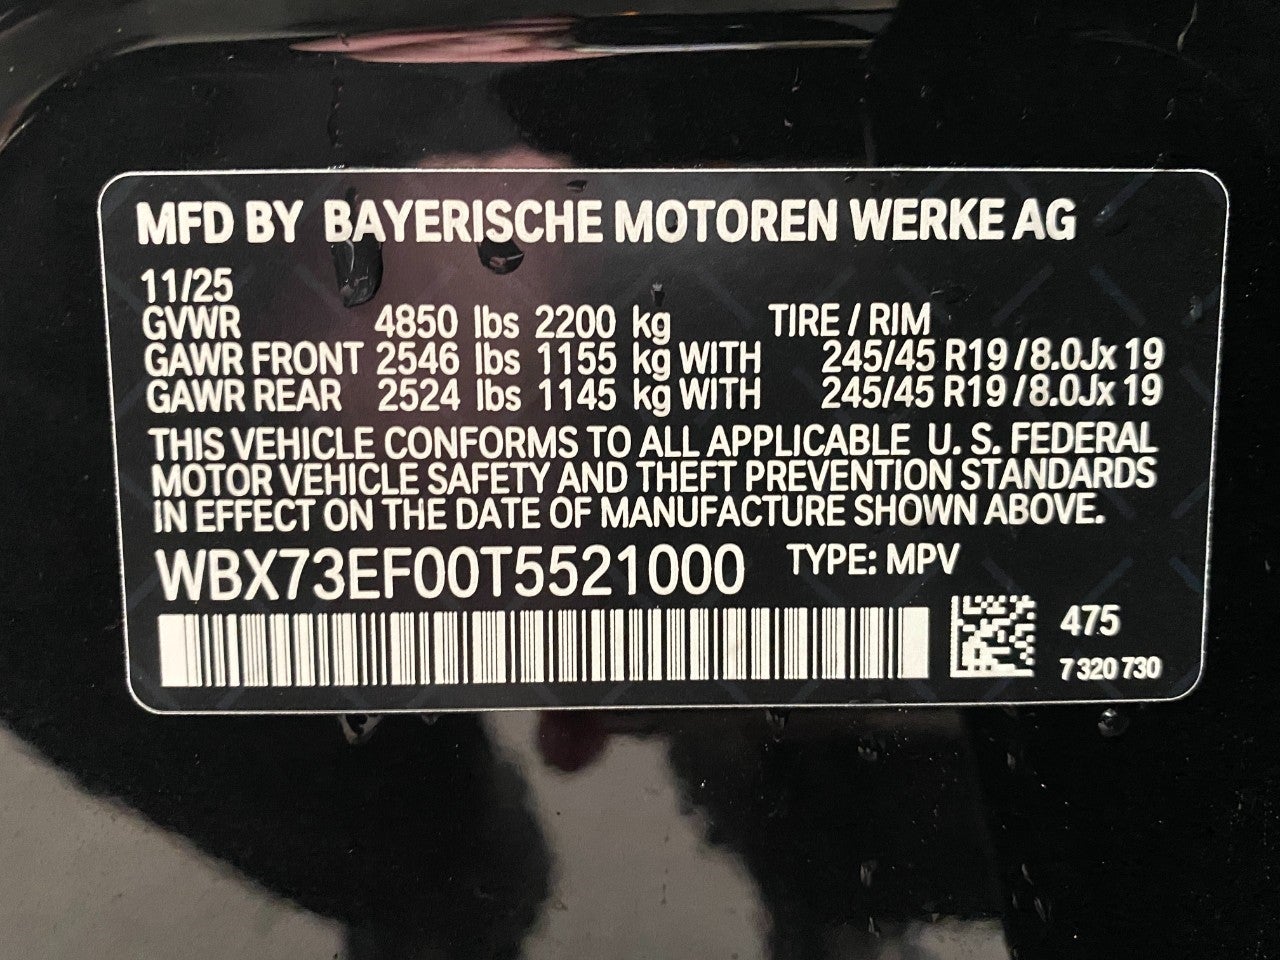 MFD BY BAYERISCHE MOTOREN WERKE AG
11/25
GVWR 4850 lbs 2200 kg TIRE / RIM
GAWR FRONT 2546 lbs 1155 kg WITH 245/45 R19 / 8.0Jx 19
GAWR REAR 2524 lbs 1145 kg WITH 245/45 R19 / 8.0Jx 19
THIS VEHICLE CONFORMS TO ALL APPLICABLE U. S. FEDERAL
MOTOR VEHICLE SAFETY AND THEFT PREVENTION STANDARDS
IN EFFECT ON THE DATE OF MANUFACTURE SHOWN ABOVE.
WBX73EF00T5521000 TYPE: MPV
475
7 320 730